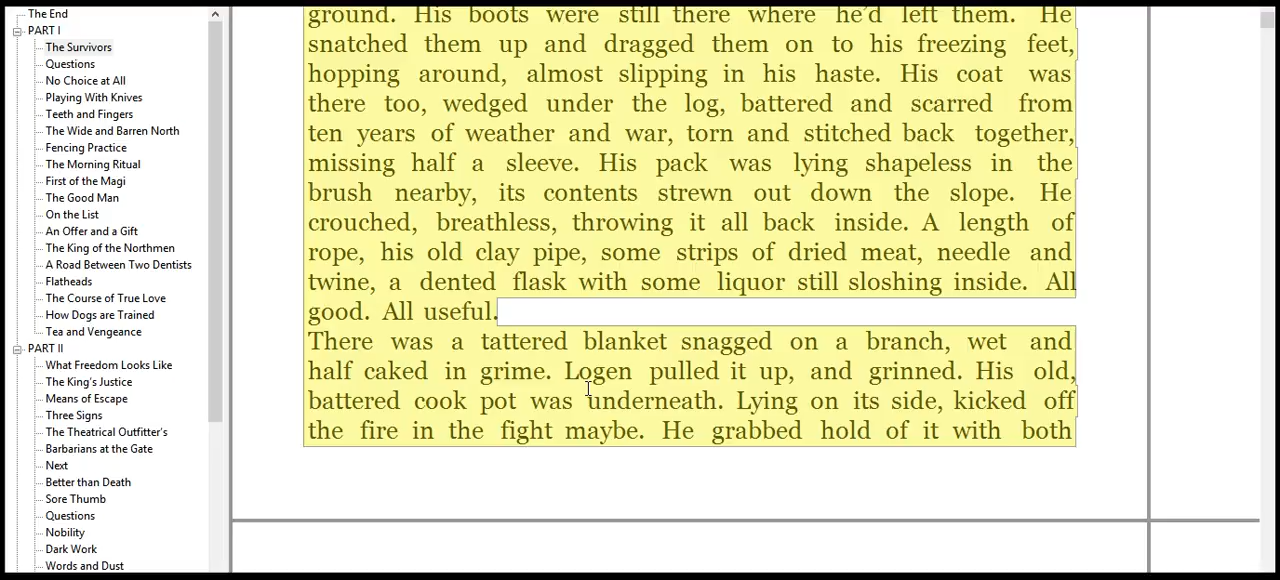 The End
PART I
The Survivors
Questions
No Choice at All
Playing With Knives
Teeth and Fingers
The Wide and Barren North
Fencing Practice
The Morning Ritual
First of the Magi
The Good Man
On the List
An Offer and a Gift
The King of the Northmen
A Road Between Two Dentists
Flatheads
The Course of True Love
How Dogs are Trained
Tea and Vengeance
PART II
What Freedom Looks Like
The King's Justice
Means of Escape
Three Signs
The Theatrical Outfitter's
Barbarians at the Gate
Next
Better than Death
Sore Thumb
Questions
Nobility
Dark Work
Words and Dust
ground. His boots were still there where he'd left them. He
snatched them up and dragged them on to his freezing feet,
hopping around, almost slipping in his haste. His coat was
there too, wedged under the log, battered and scarred from
ten years of weather and war, torn and stitched back together,
missing half a sleeve. His pack was lying shapeless in the
brush nearby, its contents strewn out down the slope. He
crouched, breathless, throwing it all back inside. A length of
rope, his old clay pipe, some strips of dried meat, needle and
twine, a dented flask with some liquor still sloshing inside. All
good. All useful.
There was a tattered blanket snagged on a branch, wet and
half caked in grime. Logen pulled it up, and grinned. His old,
battered cook pot was underneath. Lying on its side, kicked off
the fire in the fight maybe. He grabbed hold of it with both